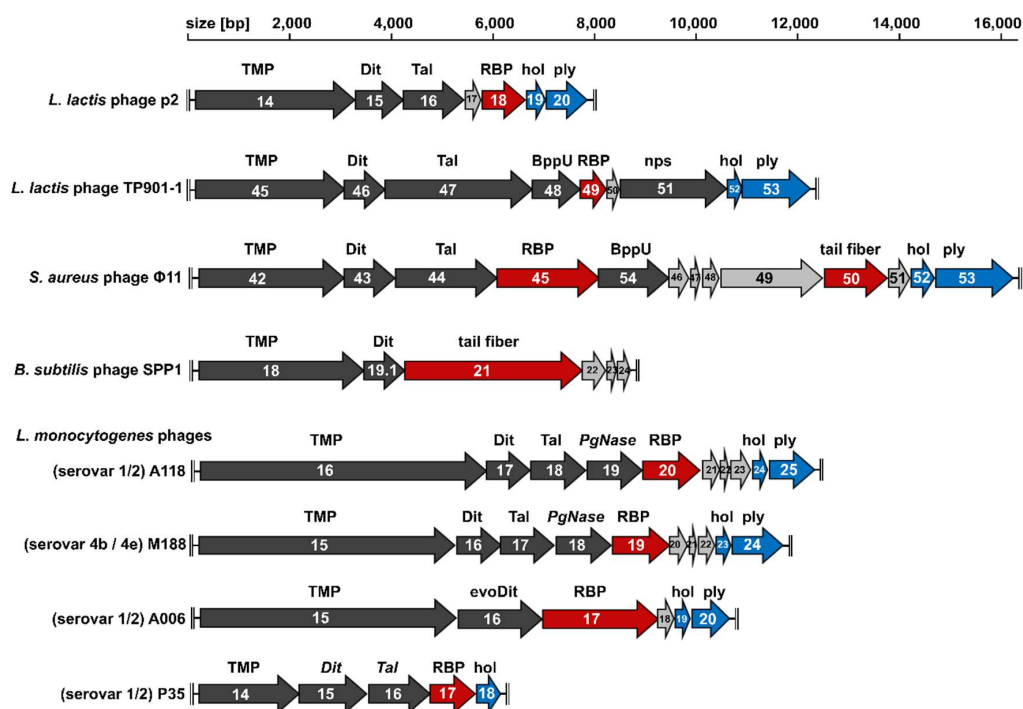 size [bp] 2,000 4,000 6,000 8,000 10,000 12,000 14,000 16,000
TMP Dit Tal RBP hol ply
L. lactis phage p2 14 15 16 17 18 19 20
TMP Dit Tal BppU RBP nps hol ply
L. lactis phage TP901-1 45 46 47 48 49 50 51 52 53
TMP Dit Tal RBP BppU tail fiber hol ply
S. aureus phage Φ11 42 43 44 45 54 46 47 48 49 50 51 52 53
TMP Dit tail fiber
B. subtilis phage SPP1 18 19.1 21 22 23 24
L. monocytogenes phages
TMP Dit Tal PgNase RBP hol ply
(serovar 1/2) A118 16 17 18 19 20 21 22 23 24 25
TMP Dit Tal PgNase RBP hol ply
(serovar 4b / 4e) M188 15 16 17 18 19 20 21 22 23 24
TMP evoDit RBP hol ply
(serovar 1/2) A006 15 16 17 18 19 20
TMP Dit Tal RBP hol
(serovar 1/2) P35 14 15 16 17 18